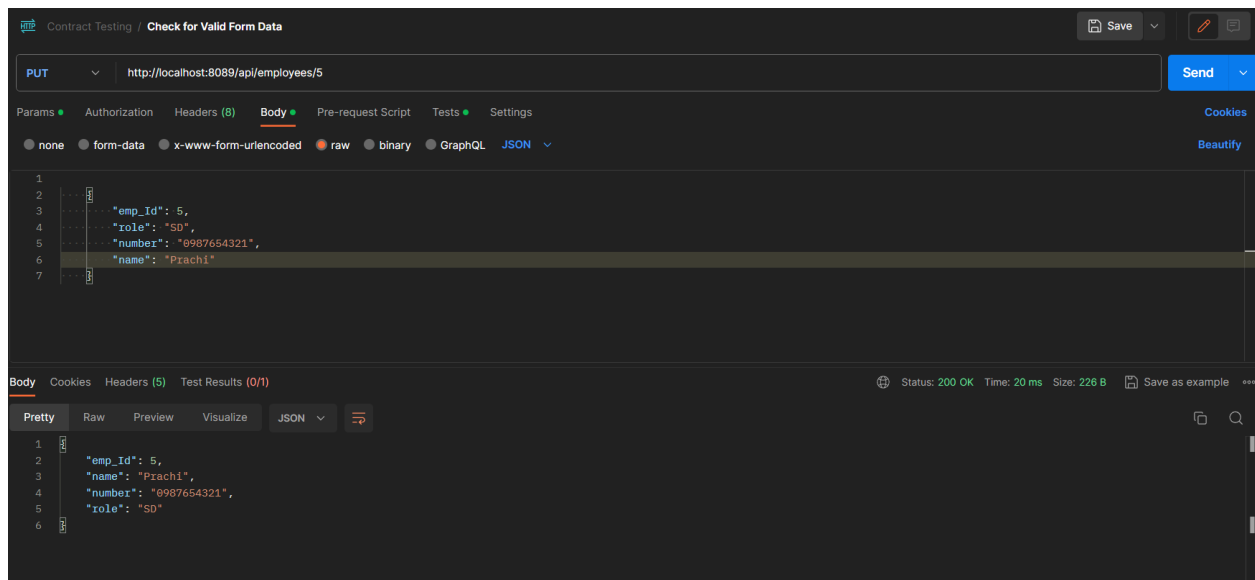 HTTP Contract Testing / Check for Valid Form Data Save
PUT http://localhost:8089/api/employees/5 Send
Params Authorization Headers (8) Body Pre-request Script Tests Settings Cookies
none form-data x-www-form-urlencoded raw binary GraphQL JSON Beautify
1
2 {
3 "emp_Id": 5,
4 "role": "SD",
5 "number": "0987654321",
6 "name": "Prachi"
7 }
Body Cookies Headers (5) Test Results (0/1) Status: 200 OK Time: 20 ms Size: 226 B Save as example
Pretty Raw Preview Visualize JSON
1 {
2 "emp_Id": 5,
3 "name": "Prachi",
4 "number": "0987654321",
5 "role": "SD"
6 }